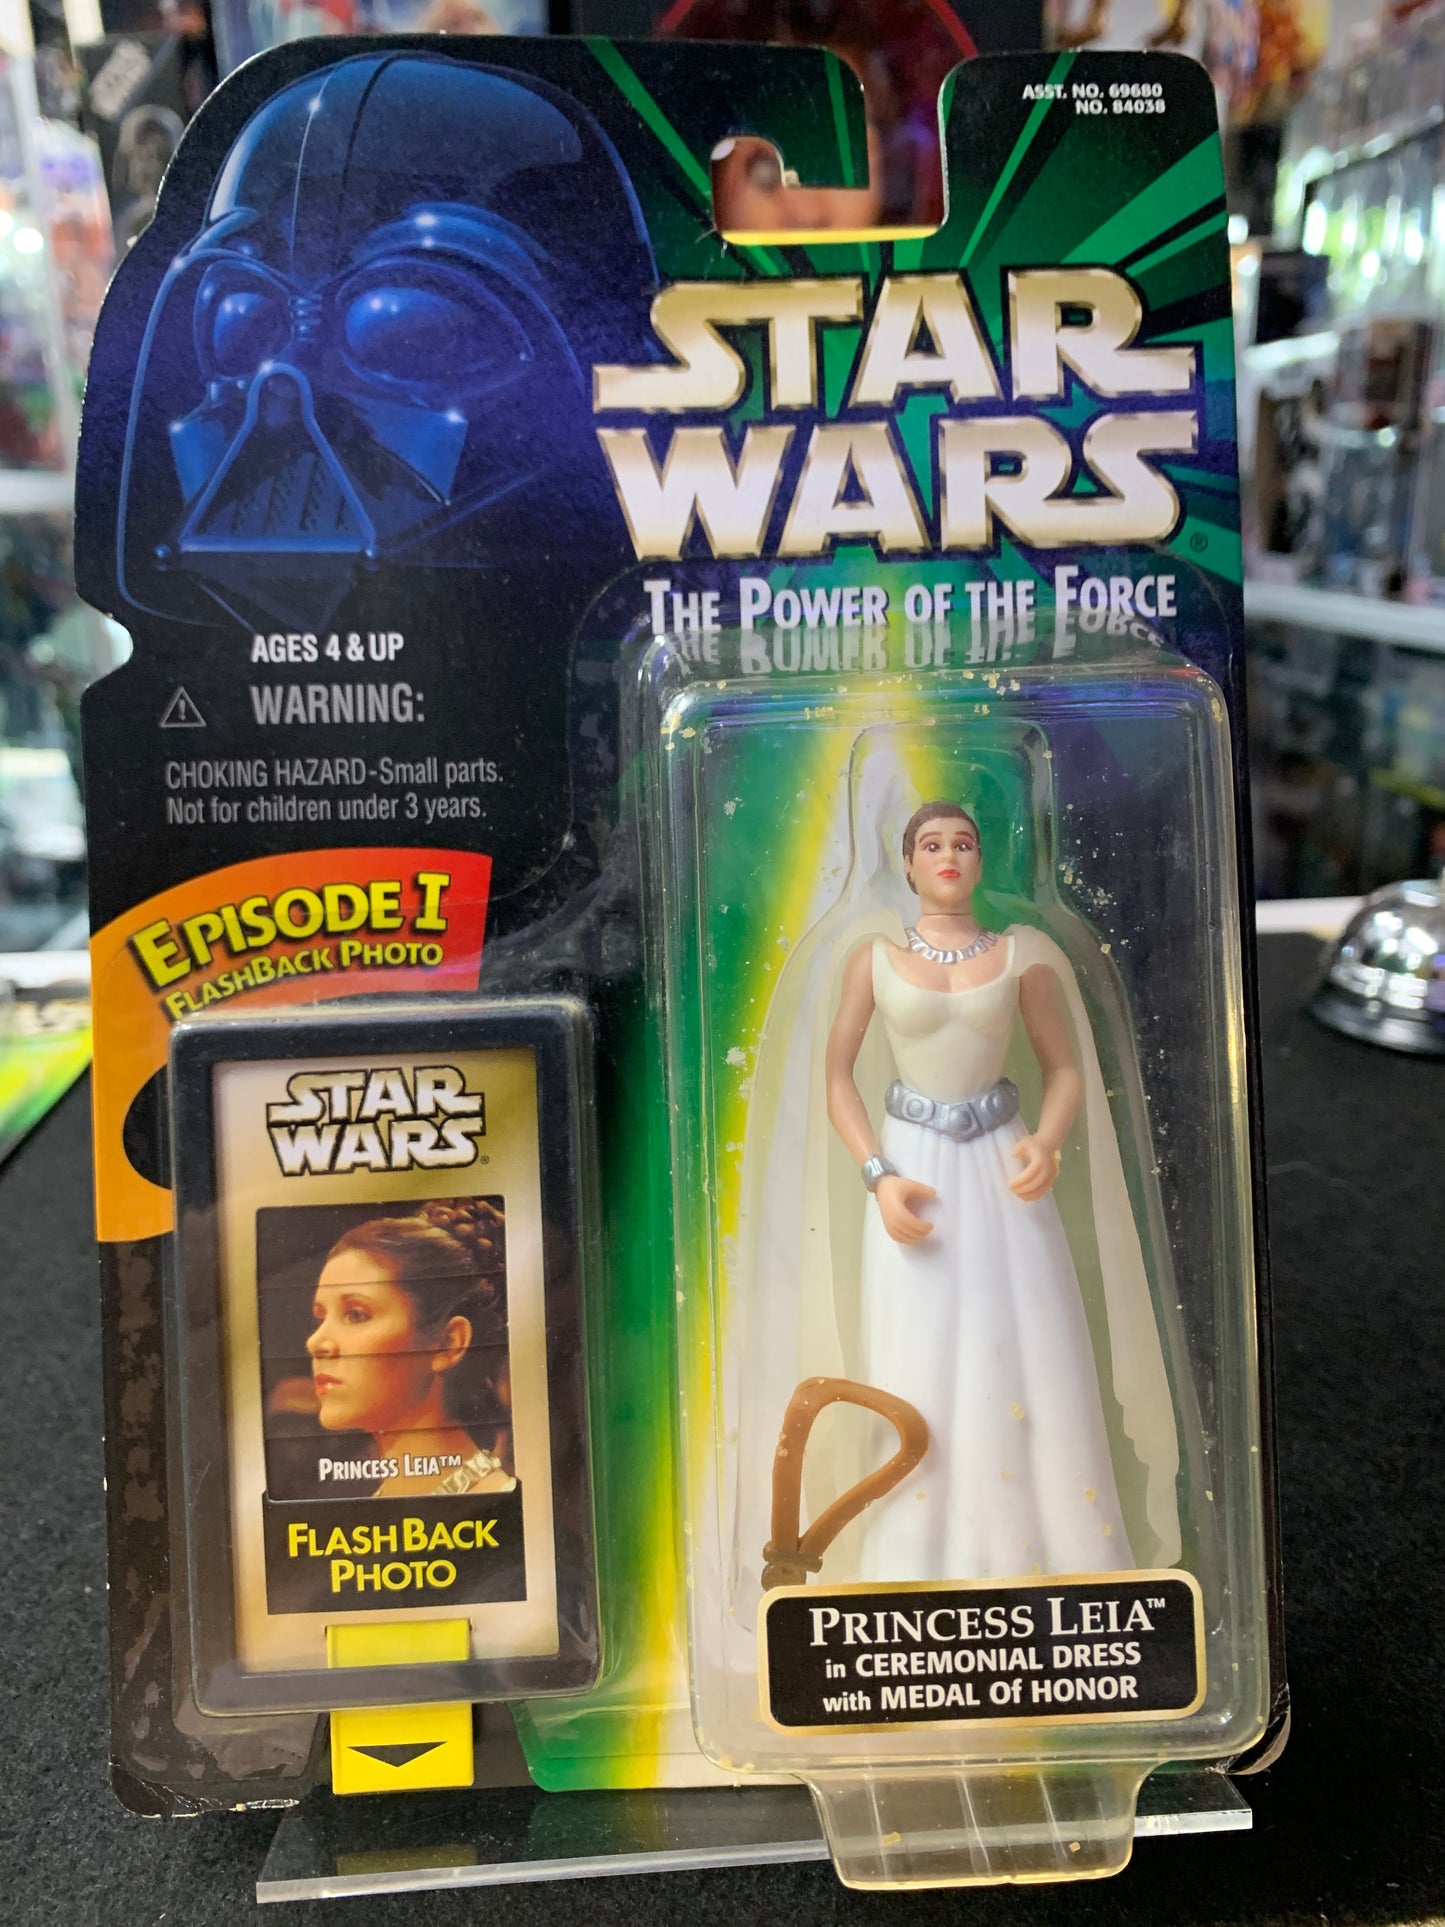 ASST. NO. 69680
NO. 84038
STAR
WARS®
THE POWER OF THE FORCE
AGES 4 & UP
WARNING:
CHOKING HAZARD-Small parts.
Not for children under 3 years.
EPISODE I
FLASHBACK PHOTO
STAR
WARS®
PRINCESS LEIA™
FLASHBACK
PHOTO
PRINCESS LEIA™
in CEREMONIAL DRESS
with MEDAL Of HONOR